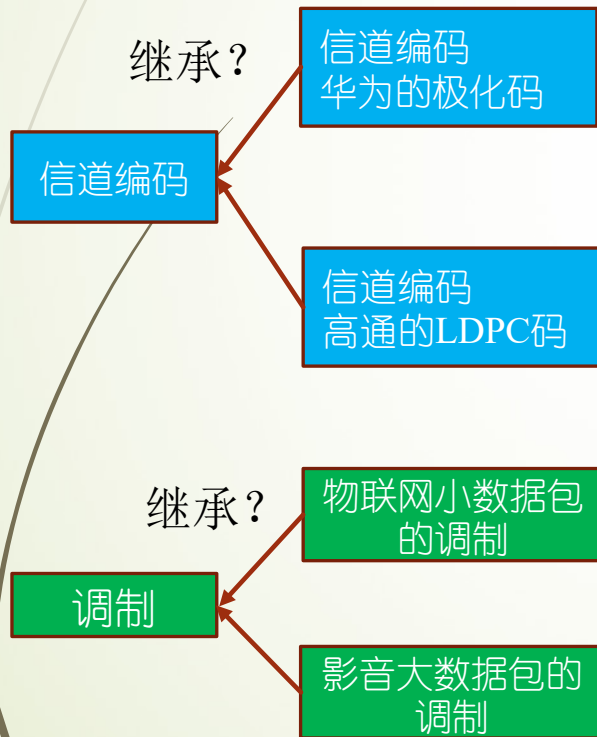 继承？
信道编码
华为的极化码
信道编码
信道编码
高通的LDPC码
继承？
物联网小数据包
的调制
调制
影音大数据包的
调制